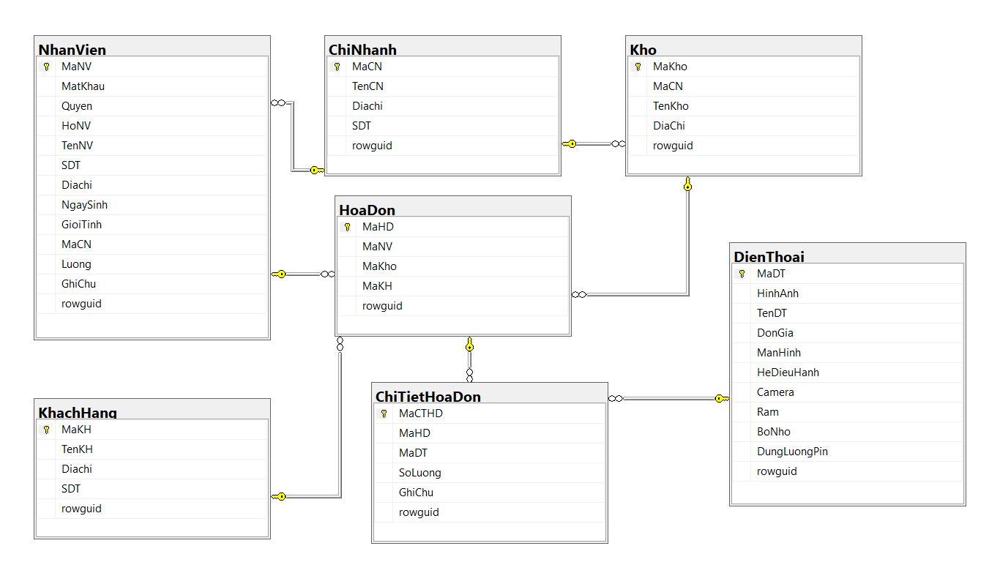 NhanVien
MaNV
MatKhau
Quyen
HoNV
TenNV
SDT
Diachi
NgaySinh
GioiTinh
MaCN
Luong
GhiChu
rowguid
ChiNhanh
MaCN
TenCN
Diachi
SDT
rowguid
Kho
MaKho
MaCN
TenKho
DiaChi
rowguid
HoaDon
MaHD
MaNV
MaKho
MaKH
rowguid
DienThoai
MaDT
HinhAnh
TenDT
DonGia
ManHinh
HeDieuHanh
Camera
Ram
BoNho
DungLuongPin
rowguid
KhachHang
MaKH
TenKH
Diachi
SDT
rowguid
ChiTietHoaDon
MaCTHD
MaHD
MaDT
SoLuong
GhiChu
rowguid